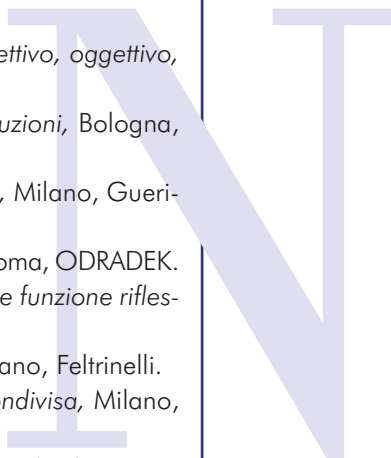 ettivo, oggettivo,
uzioni, Bologna,
, Milano, Gueri-
oma, ODRADEK.
e funzione rifles-
ano, Feltrinelli.
ndivisa, Milano,
N